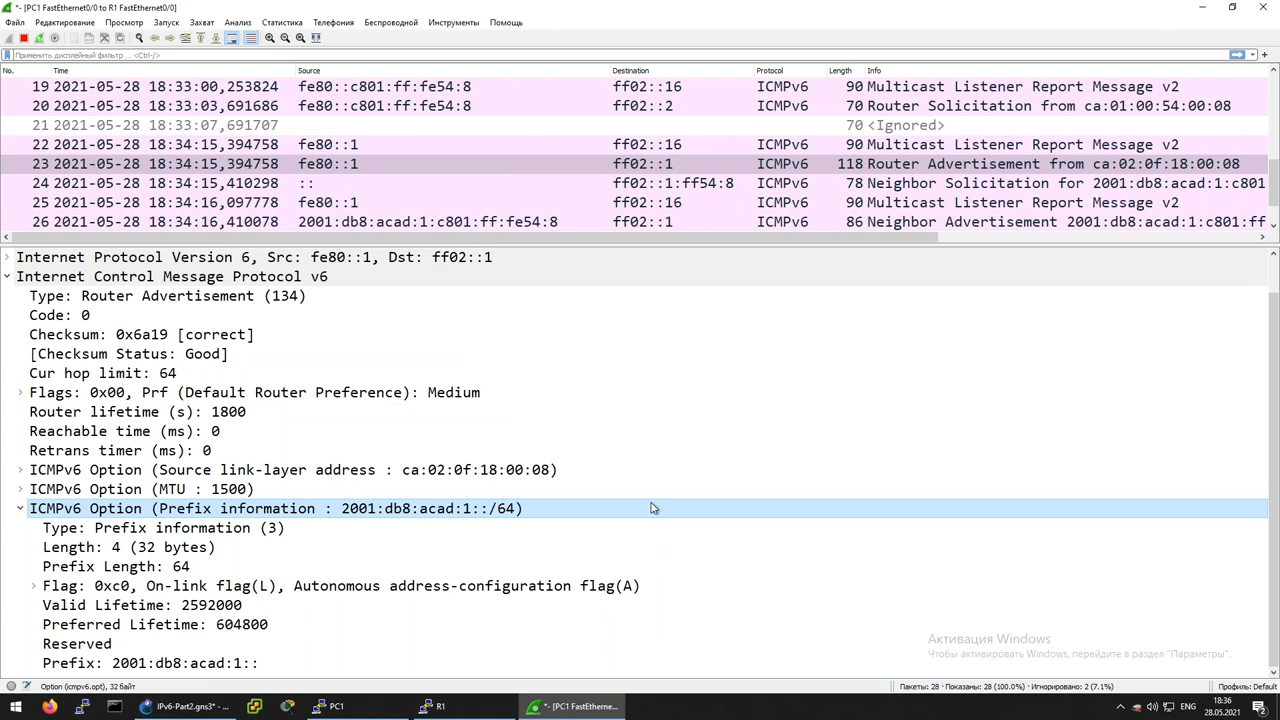 *- [PC1 FastEthernet0/0 to R1 FastEthernet0/0]
Файл Редактирование Просмотр Запуск Захват Анализ Статистика Телефония Беспроводной Инструменты Помощь
Применить дисплейный фильтр ... <Ctrl-/>
No. Time Source Destination Protocol Length Info
19 2021-05-28 18:33:00,253824 fe80::c801:ff:fe54:8 ff02::16 ICMPv6 90 Multicast Listener Report Message v2
20 2021-05-28 18:33:03,691686 fe80::c801:ff:fe54:8 ff02::2 ICMPv6 70 Router Solicitation from ca:01:00:54:00:08
21 2021-05-28 18:33:07,691707 70 <Ignored>
22 2021-05-28 18:34:15,394758 fe80::1 ff02::16 ICMPv6 90 Multicast Listener Report Message v2
23 2021-05-28 18:34:15,394758 fe80::1 ff02::1 ICMPv6 118 Router Advertisement from ca:02:0f:18:00:08
24 2021-05-28 18:34:15,410298 :: ff02::1:ff54:8 ICMPv6 78 Neighbor Solicitation for 2001:db8:acad:1:c801
25 2021-05-28 18:34:16,097778 fe80::1 ff02::16 ICMPv6 90 Multicast Listener Report Message v2
26 2021-05-28 18:34:16,410078 2001:db8:acad:1:c801:ff:fe54:8 ff02::1 ICMPv6 86 Neighbor Advertisement 2001:db8:acad:1:c801:ff
Internet Protocol Version 6, Src: fe80::1, Dst: ff02::1
Internet Control Message Protocol v6
Type: Router Advertisement (134)
Code: 0
Checksum: 0x6a19 [correct]
[Checksum Status: Good]
Cur hop limit: 64
Flags: 0x00, Prf (Default Router Preference): Medium
Router lifetime (s): 1800
Reachable time (ms): 0
Retrans timer (ms): 0
ICMPv6 Option (Source link-layer address : ca:02:0f:18:00:08)
ICMPv6 Option (MTU : 1500)
ICMPv6 Option (Prefix information : 2001:db8:acad:1::/64)
Type: Prefix information (3)
Length: 4 (32 bytes)
Prefix Length: 64
Flag: 0xc0, On-link flag(L), Autonomous address-configuration flag(A)
Valid Lifetime: 2592000
Preferred Lifetime: 604800
Reserved
Prefix: 2001:db8:acad:1::
Активация Windows
Чтобы активировать Windows, перейдите в раздел "Параметры".
Option (icmpv6.opt), 32 байт Пакеты: 28 · Показаны: 28 (100.0%) · Игнорировано: 2 (7.1%) Профиль: Default
IPv6-Part2.gns3* - ... PC1 R1 *- [PC1 FastEtherne... ENG 18:36
28.05.2021